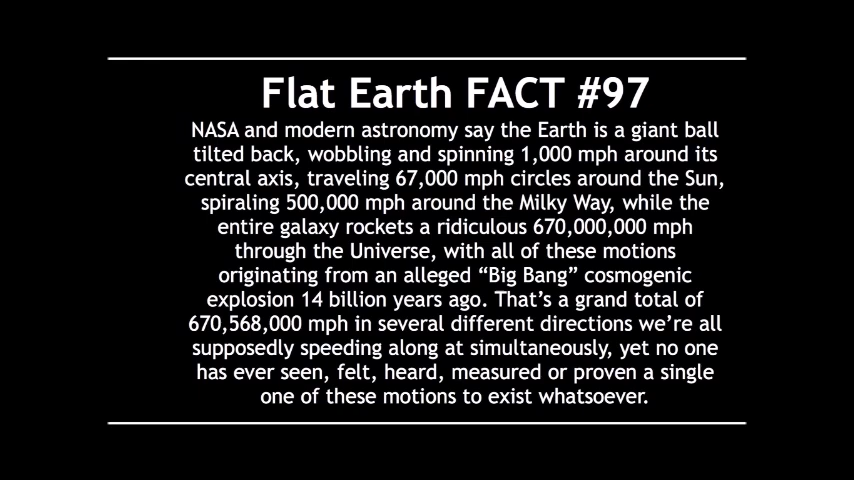 Flat Earth FACT #97
NASA and modern astronomy say the Earth is a giant ball
tilted back, wobbling and spinning 1,000 mph around its
central axis, traveling 67,000 mph circles around the Sun,
spiraling 500,000 mph around the Milky Way, while the
entire galaxy rockets a ridiculous 670,000,000 mph
through the Universe, with all of these motions
originating from an alleged “Big Bang” cosmogenic
explosion 14 billion years ago. That’s a grand total of
670,568,000 mph in several different directions we’re all
supposedly speeding along at simultaneously, yet no one
has ever seen, felt, heard, measured or proven a single
one of these motions to exist whatsoever.